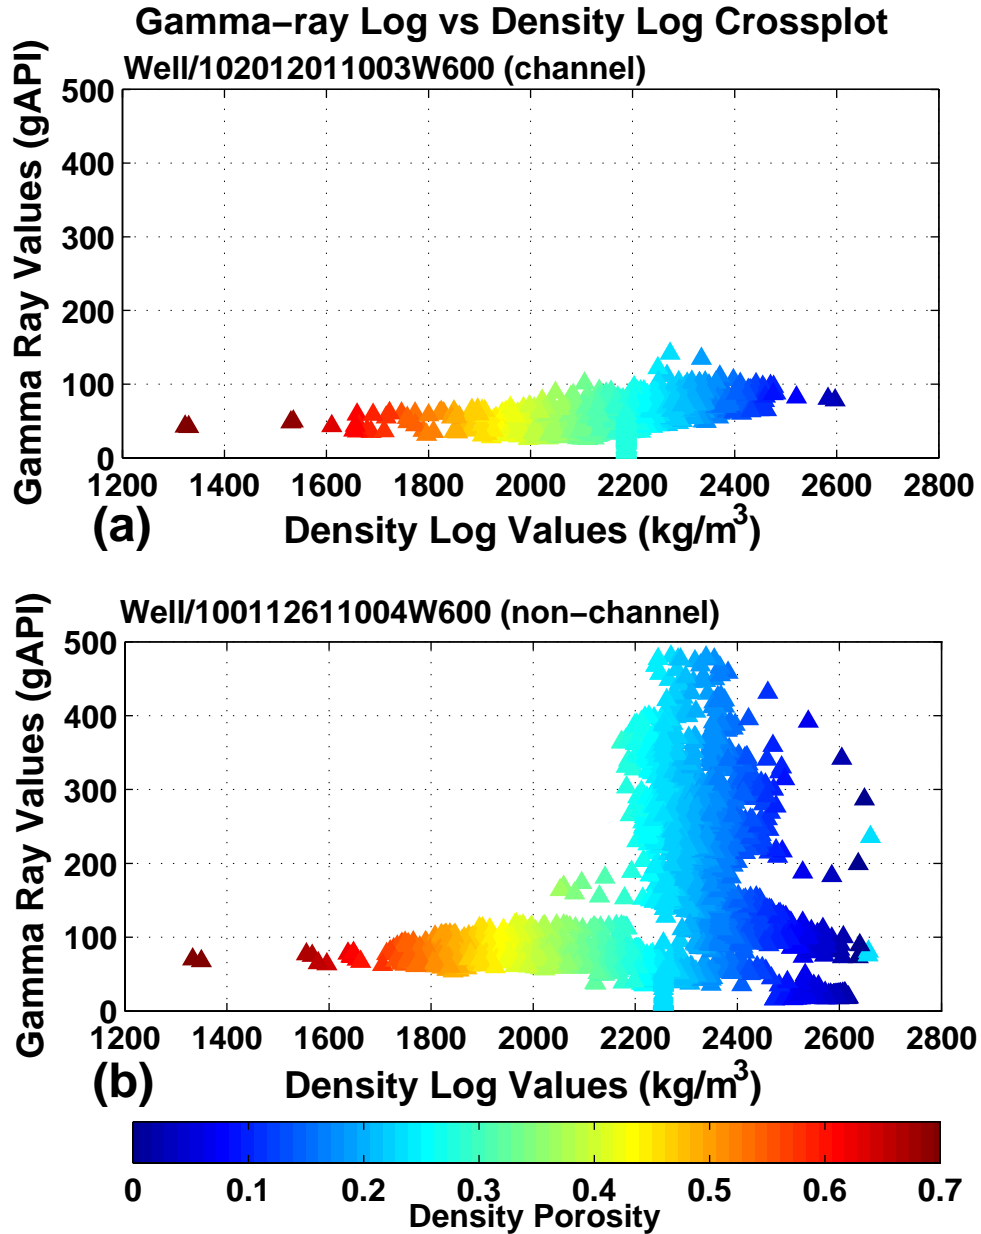 Gamma−ray Log vs Density Log Crossplot
Well/102012011003W600 (channel)
Gamma Ray Values (gAPI)
500
400
300
200
100
0
1200 1400 1600 1800 2000 2200 2400 2600 2800
(a)
Density Log Values (kg/m³)
Well/100112611004W600 (non−channel)
Gamma Ray Values (gAPI)
500
400
300
200
100
0
1200 1400 1600 1800 2000 2200 2400 2600 2800
(b)
Density Log Values (kg/m³)
0 0.1 0.2 0.3 0.4 0.5 0.6 0.7
Density Porosity